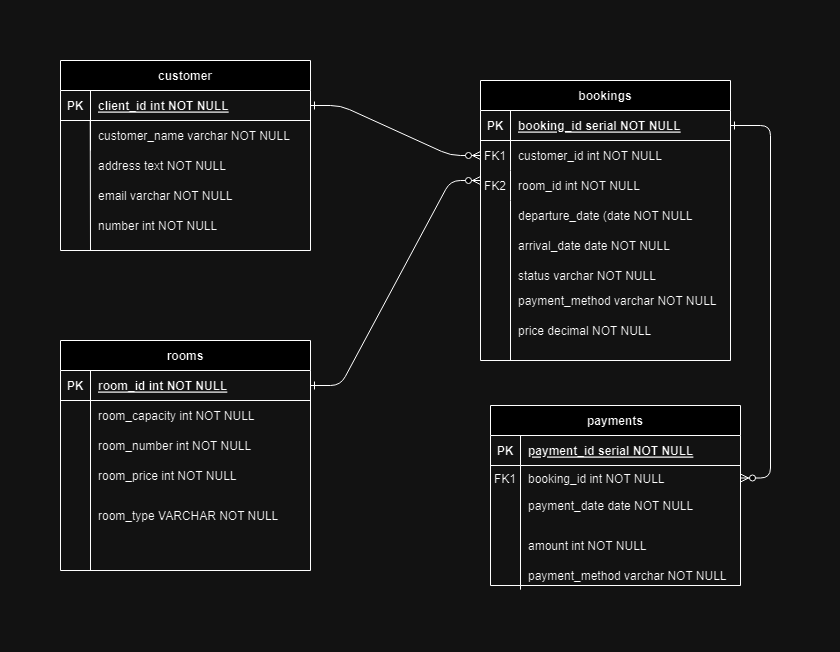 customer
PK client_id int NOT NULL
customer_name varchar NOT NULL
address text NOT NULL
email varchar NOT NULL
number int NOT NULL
bookings
PK booking_id serial NOT NULL
FK1 customer_id int NOT NULL
FK2 room_id int NOT NULL
departure_date (date NOT NULL
arrival_date date NOT NULL
status varchar NOT NULL
payment_method varchar NOT NULL
price decimal NOT NULL
rooms
PK room_id int NOT NULL
room_capacity int NOT NULL
room_number int NOT NULL
room_price int NOT NULL
room_type VARCHAR NOT NULL
payments
PK payment_id serial NOT NULL
FK1 booking_id int NOT NULL
payment_date date NOT NULL
amount int NOT NULL
payment_method varchar NOT NULL